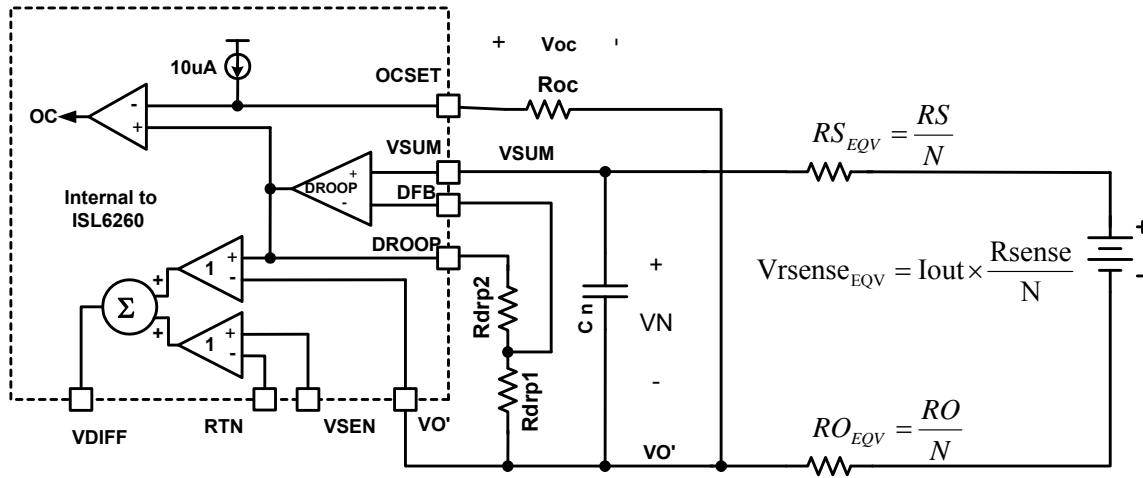 10uA
OCSET
+ Voc '
Roc
OC
-
+
VSUM
VSUM
DFB
DROOP
+
-
Internal to
ISL6260
DROOP
1
+
-
+
Σ
+
1
+
-
Rdrp2
Rdrp1
Cn
+
VN
-
RS_EQV = RS/N
+
-
Vrsense_EQV = Iout × Rsense/N
RO_EQV = RO/N
VDIFF
RTN
VSEN
VO'
VO'